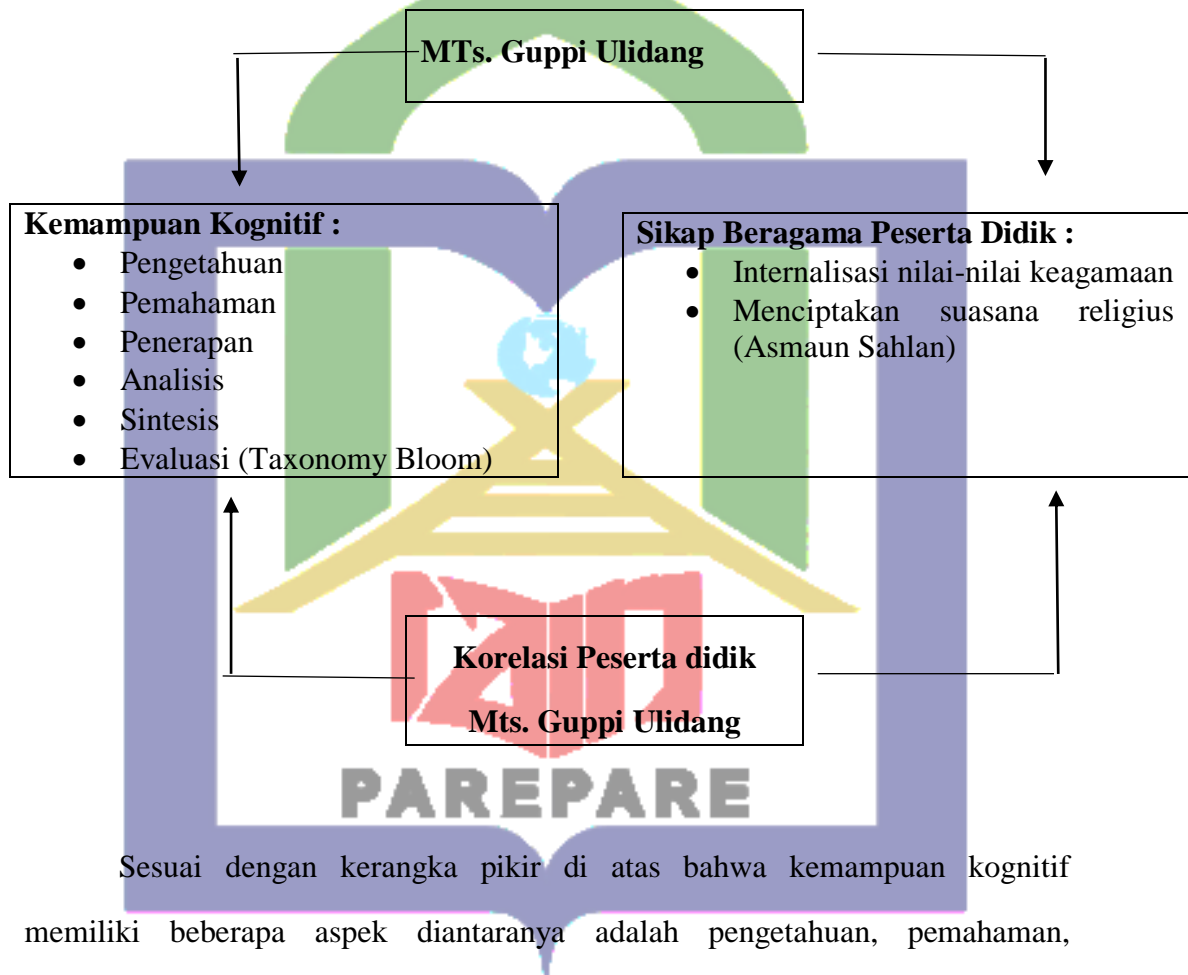 MTs. Guppi Ulidang
Kemampuan Kognitif :
• Pengetahuan
• Pemahaman
• Penerapan
• Analisis
• Sintesis
• Evaluasi (Taxonomy Bloom)
Sikap Beragama Peserta Didik :
• Internalisasi nilai-nilai keagamaan
• Menciptakan suasana religius
(Asmaun Sahlan)
Korelasi Peserta didik
Mts. Guppi Ulidang
PAREPARE
Sesuai dengan kerangka pikir di atas bahwa kemampuan kognitif
memiliki beberapa aspek diantaranya adalah pengetahuan, pemahaman,